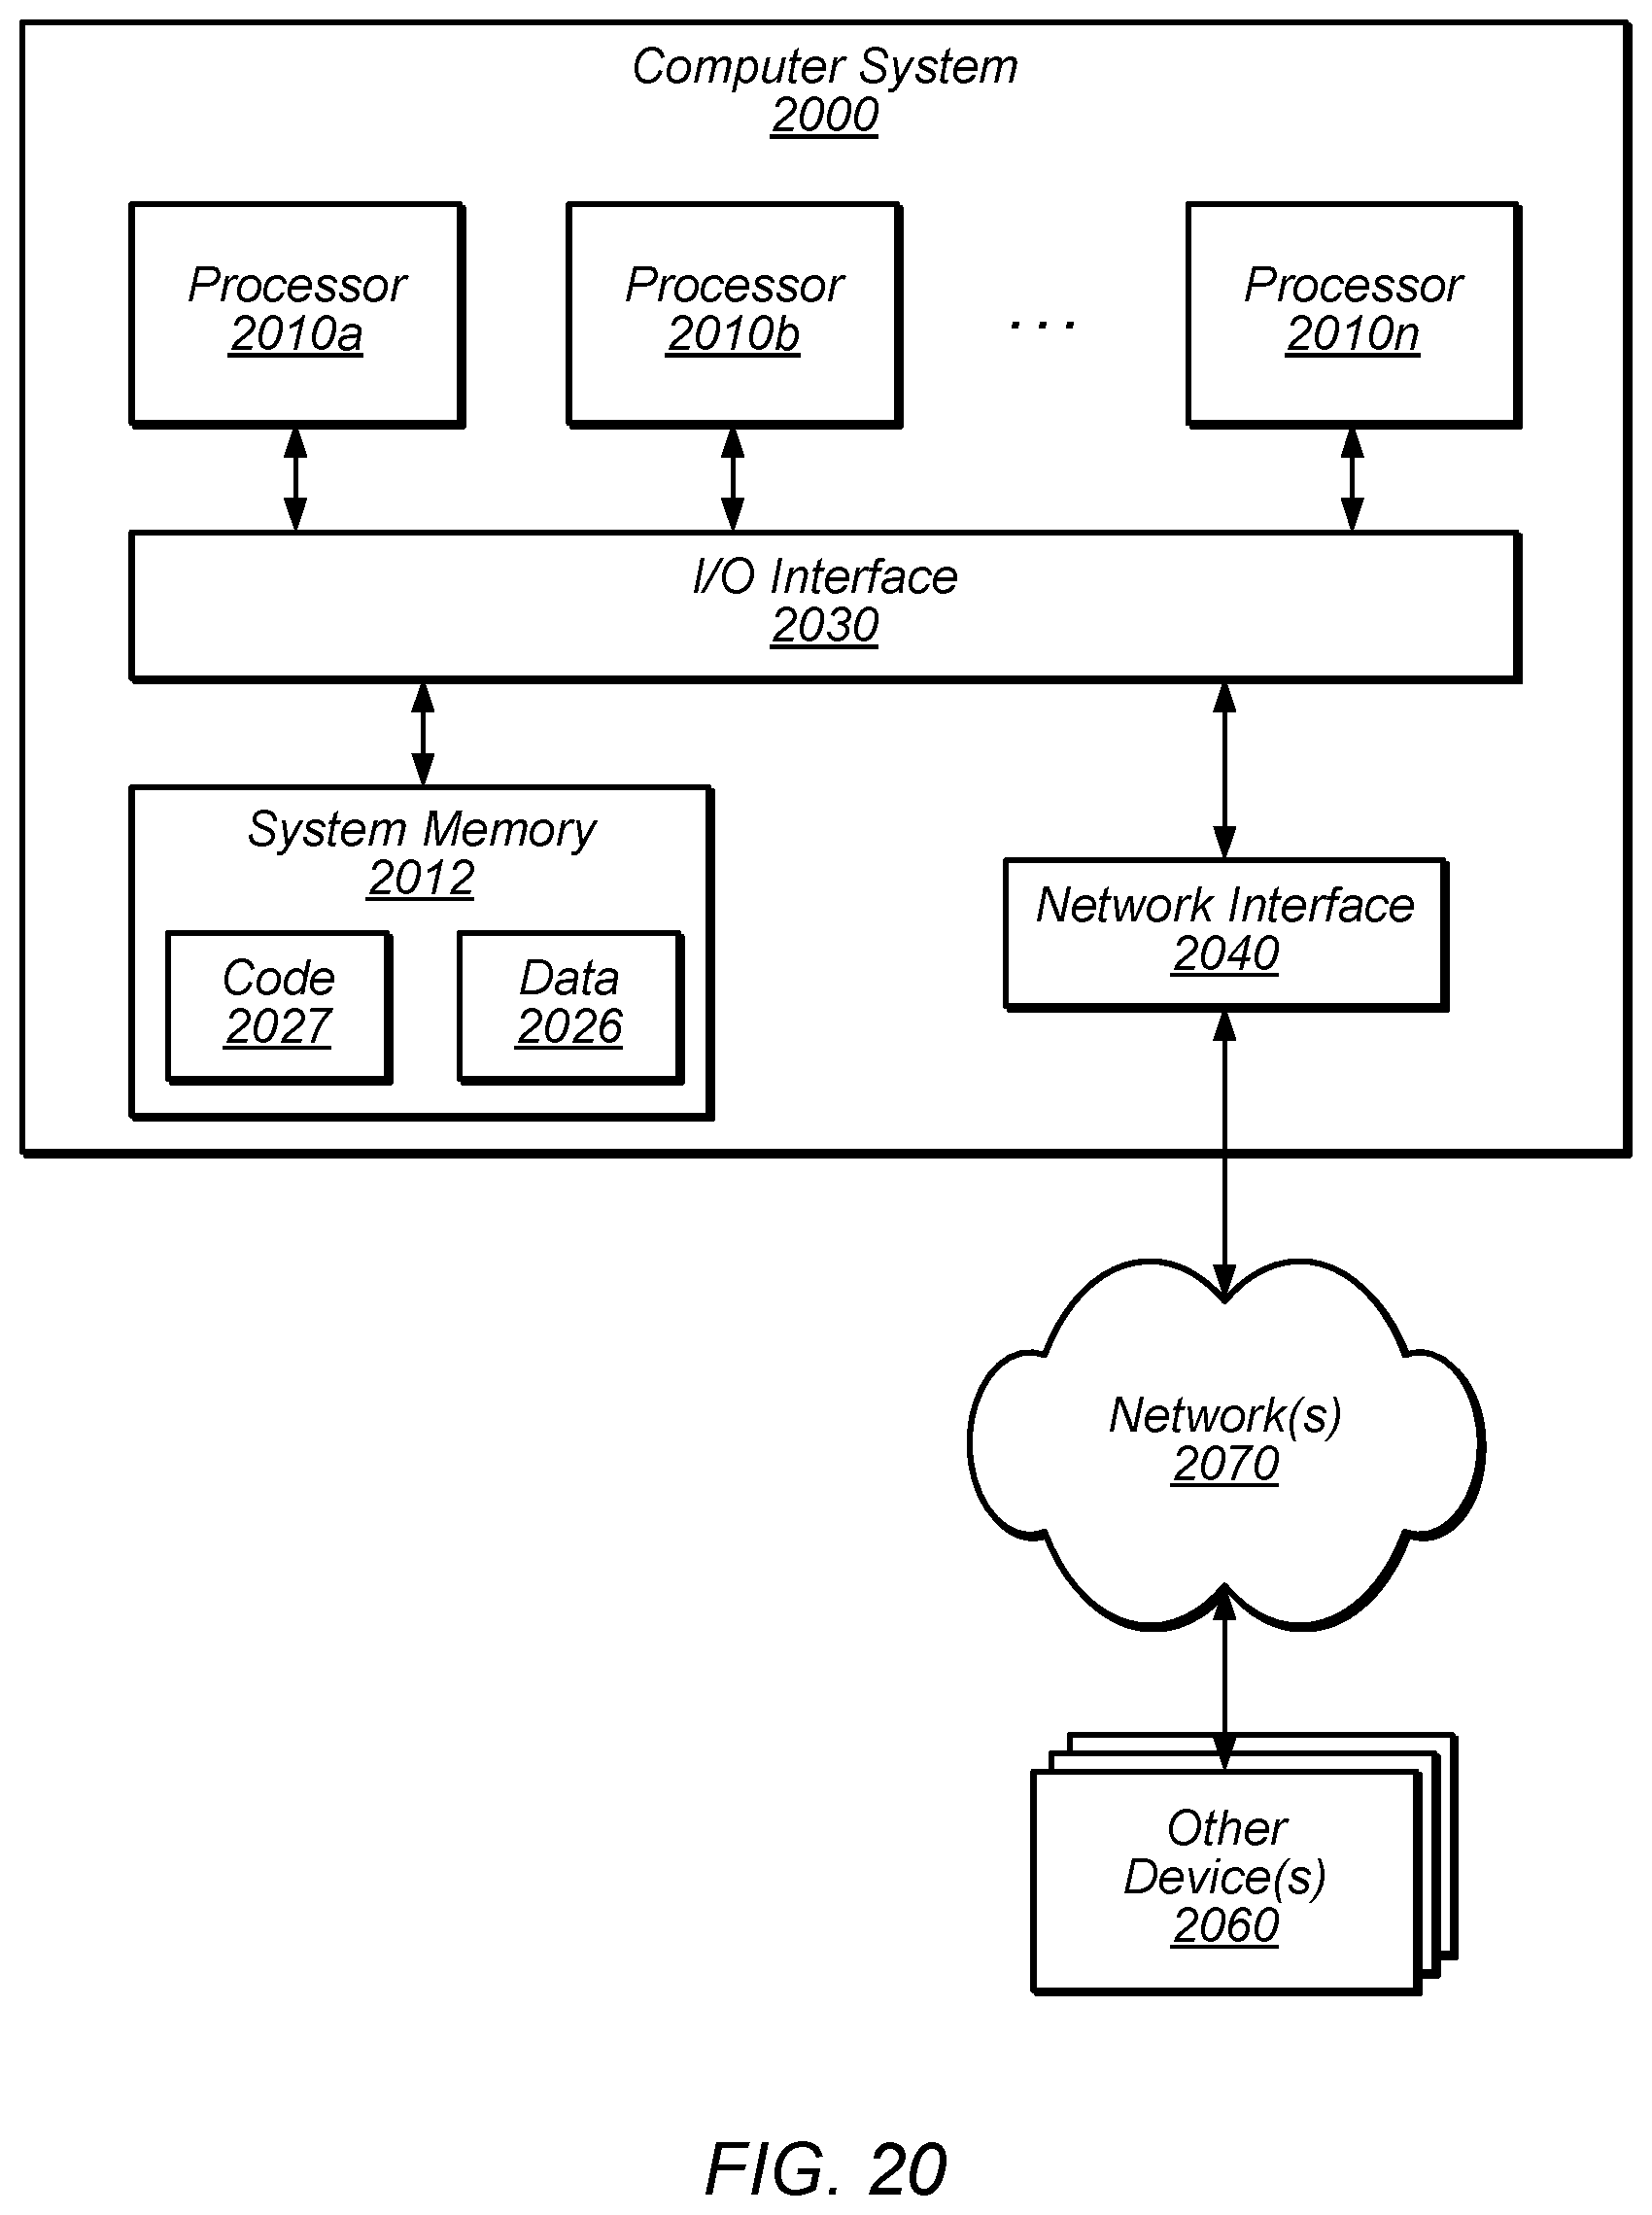 Computer System
2000
Processor
2010a
Processor
2010b
. . .
Processor
2010n
I/O Interface
2030
System Memory
2012
Code
2027
Data
2026
Network Interface
2040
Network(s)
2070
Other
Device(s)
2060
FIG. 20